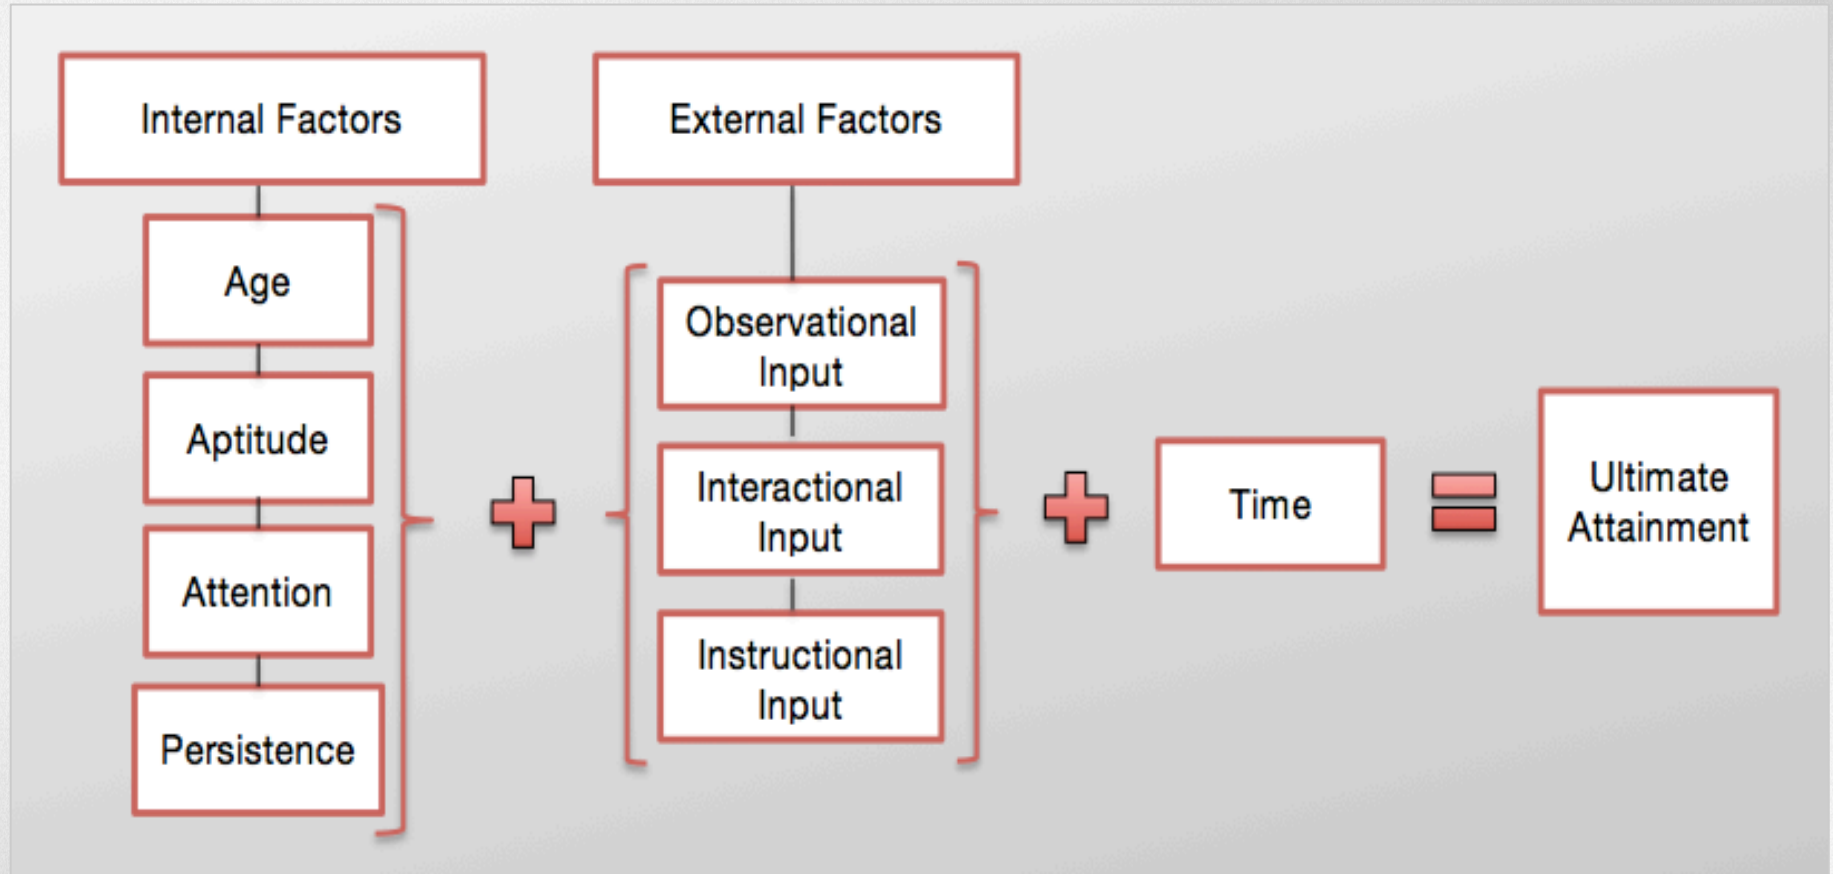 Internal Factors
Age
Aptitude
Attention
Persistence
External Factors
Observational
Input
Interactional
Input
Instructional
Input
Time
Ultimate
Attainment